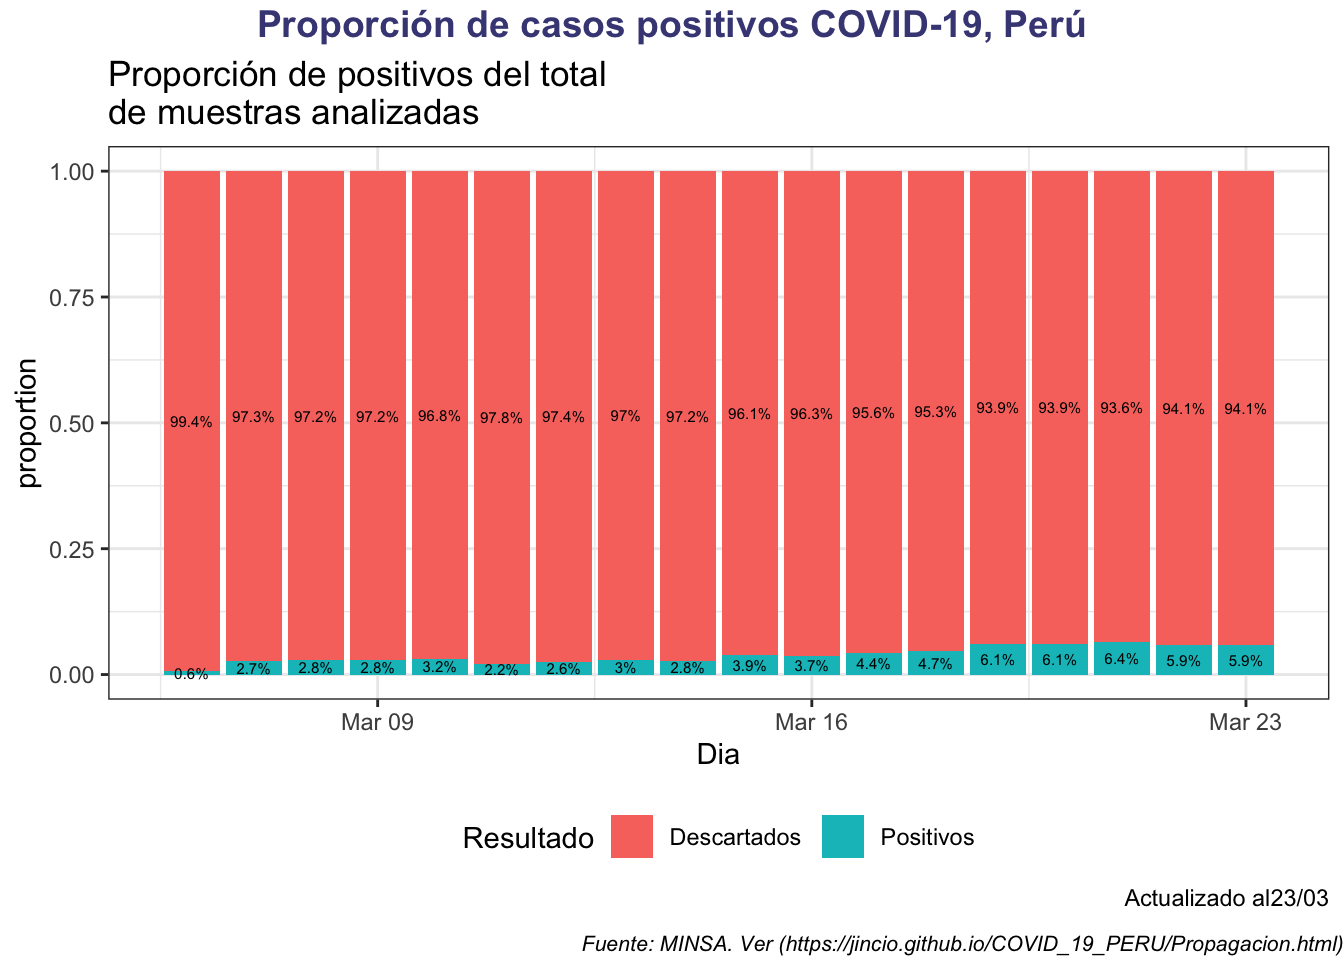 Proporción de casos positivos COVID-19, Perú
Proporción de positivos del total
de muestras analizadas
proportion
1.00
0.75
0.50
0.25
0.00
99.4% 97.3% 97.2% 97.2% 96.8% 97.8% 97.4% 97% 97.2% 96.1% 96.3% 95.6% 95.3% 93.9% 93.9% 93.6% 94.1% 94.1%
0.6% 2.7% 2.8% 2.8% 3.2% 2.2% 2.6% 3% 2.8% 3.9% 3.7% 4.4% 4.7% 6.1% 6.1% 6.4% 5.9% 5.9%
Mar 09 Mar 16 Mar 23
Dia
Resultado Descartados Positivos
Actualizado al23/03
Fuente: MINSA. Ver (https://jincio.github.io/COVID_19_PERU/Propagacion.html)